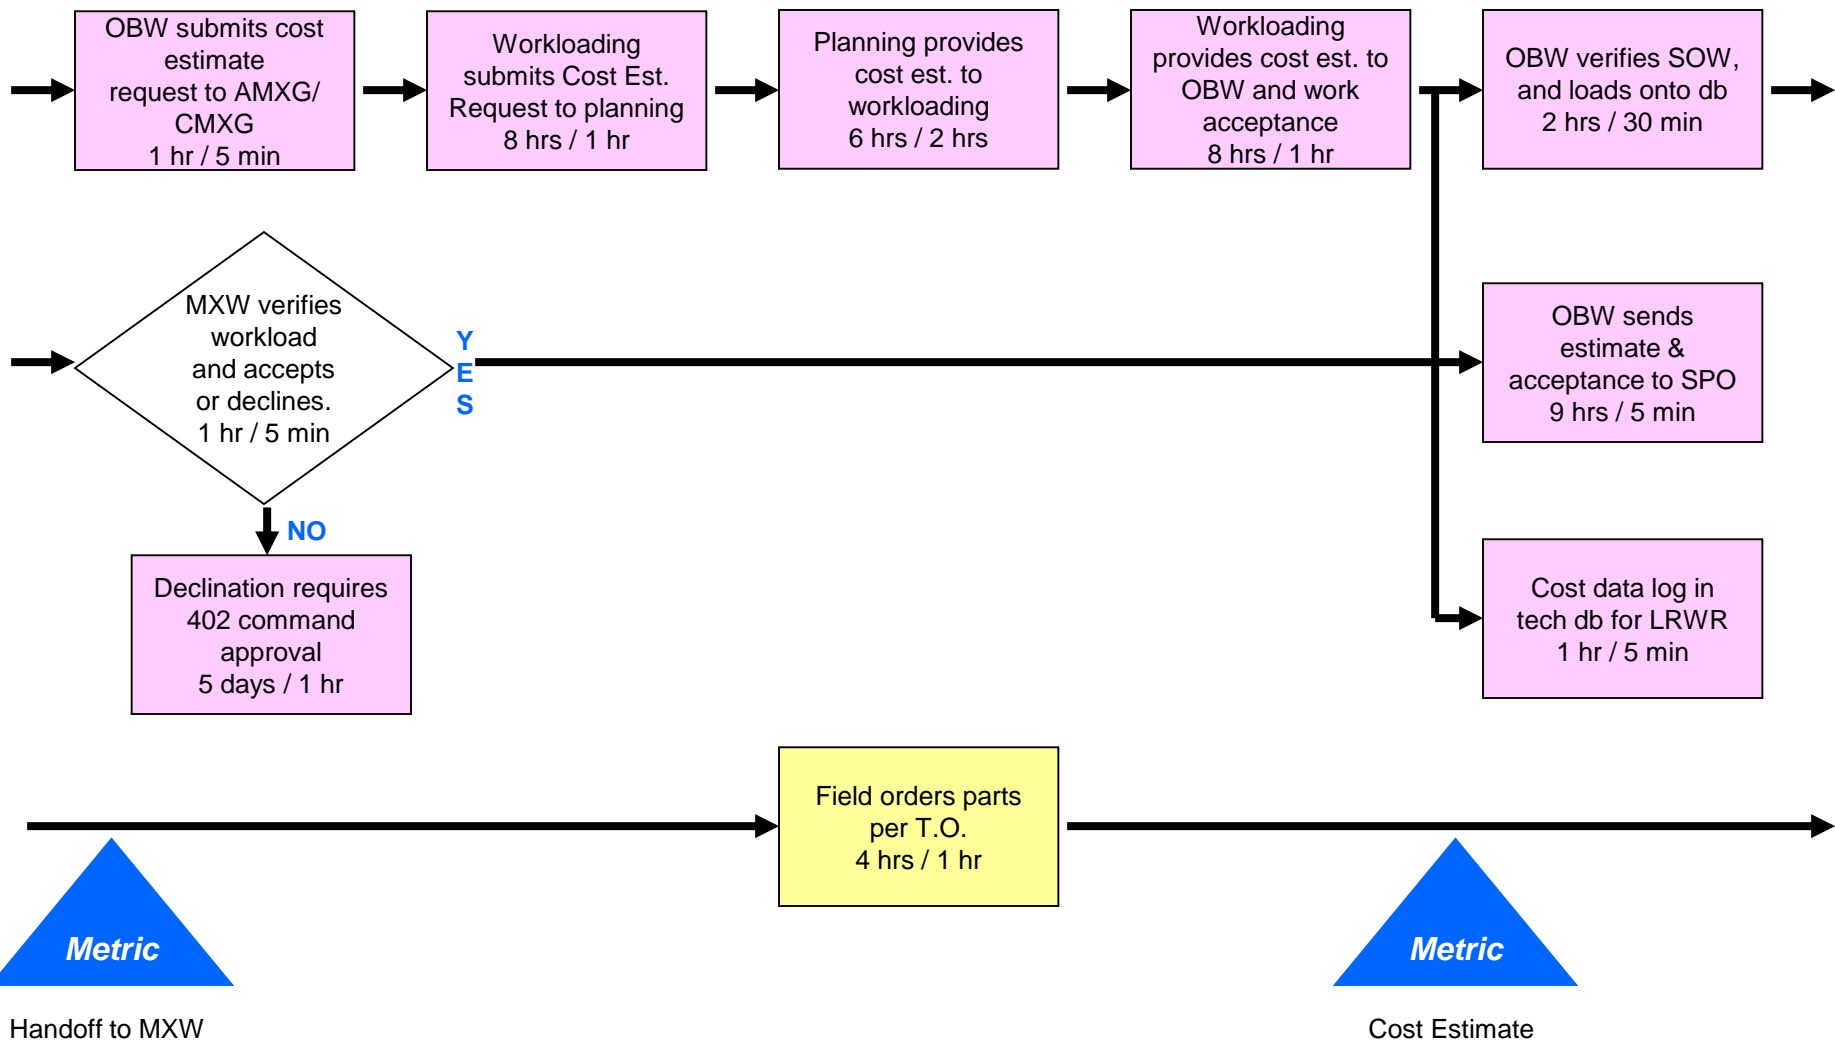 OBW submits cost
estimate
request to AMXG/
CMXG
1 hr / 5 min
Workloading
submits Cost Est.
Request to planning
8 hrs / 1 hr
Planning provides
cost est. to
workloading
6 hrs / 2 hrs
Workloading
provides cost est. to
OBW and work
acceptance
8 hrs / 1 hr
OBW verifies SOW,
and loads onto db
2 hrs / 30 min
MXW verifies
workload
and accepts
or declines.
1 hr / 5 min
Y
E
S
OBW sends
estimate &
acceptance to SPO
9 hrs / 5 min
NO
Declination requires
402 command
approval
5 days / 1 hr
Cost data log in
tech db for LRWR
1 hr / 5 min
Field orders parts
per T.O.
4 hrs / 1 hr
Metric
Metric
Handoff to MXW
Cost Estimate